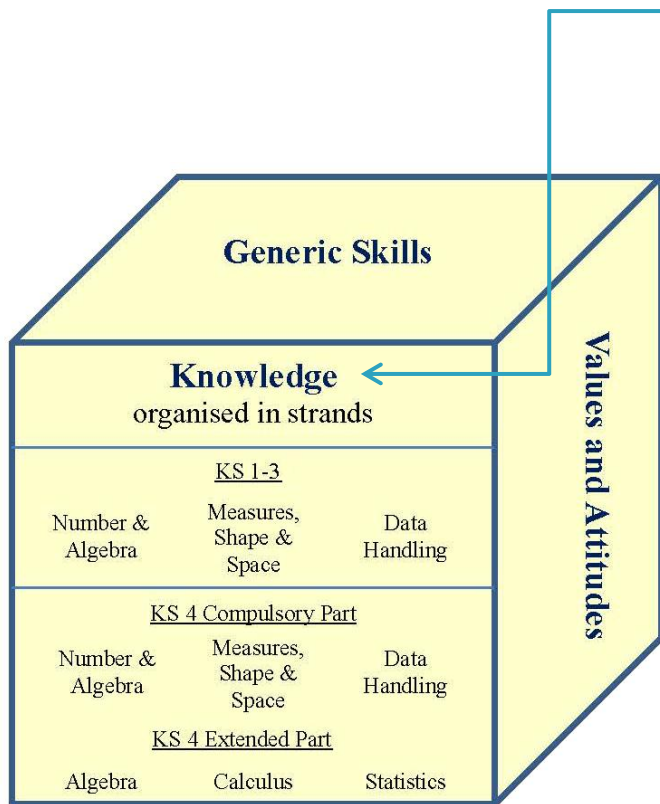 Generic Skills
Knowledge
organised in strands
KS 1-3
Number &
Algebra
Measures,
Shape &
Space
Data
Handling
KS 4 Compulsory Part
Number &
Algebra
Measures,
Shape &
Space
Data
Handling
KS 4 Extended Part
Algebra Calculus Statistics
Values and Attitudes